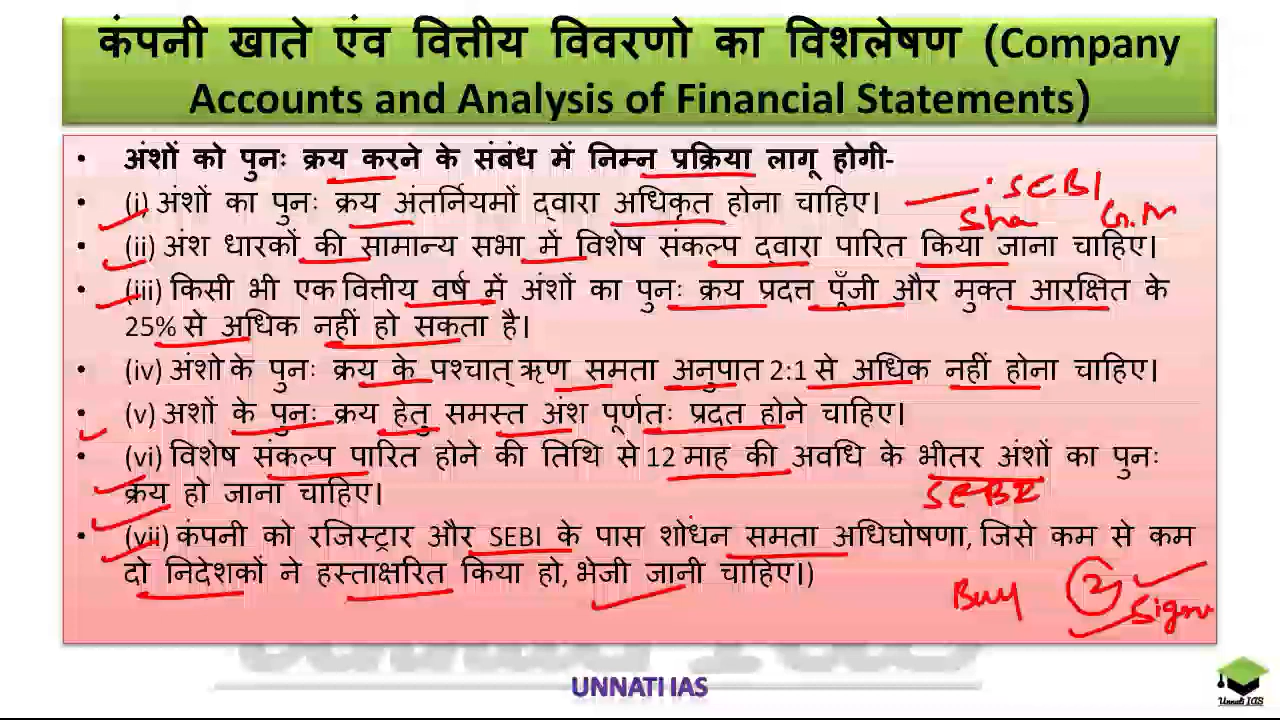 कंपनी खाते एंव वित्तीय विवरणो का विशलेषण (Company
Accounts and Analysis of Financial Statements)
• अंशों को पुनः क्रय करने के संबंध में निम्न प्रक्रिया लागू होगी-
• (i) अंशों का पुनः क्रय अंतर्नियमों द्वारा अधिकृत होना चाहिए।
SEBI
Sha G.M
• (ii) अंश धारकों की सामान्य सभा में विशेष संकल्प द्वारा पारित किया जाना चाहिए।
• (iii) किसी भी एक वित्तीय वर्ष में अंशों का पुनः क्रय प्रदत्त पूँजी और मुक्त आरक्षित के
25% से अधिक नहीं हो सकता है।
• (iv) अंशो के पुनः क्रय के पश्चात् ऋण समता अनुपात 2:1 से अधिक नहीं होना चाहिए।
• (v) अशों के पुनः क्रय हेतु समस्त अंश पूर्णतः प्रदत होने चाहिए।
• (vi) विशेष संकल्प पारित होने की तिथि से 12 माह की अवधि के भीतर अंशों का पुनः
क्रय हो जाना चाहिए।
SEBI
• (vii) कंपनी को रजिस्ट्रार और SEBI के पास शोधन समता अधिघोषणा, जिसे कम से कम
दो निदेशकों ने हस्ताक्षरित किया हो, भेजी जानी चाहिए।)
Buy 2 Sign
UNNATI IAS
Unnati IAS